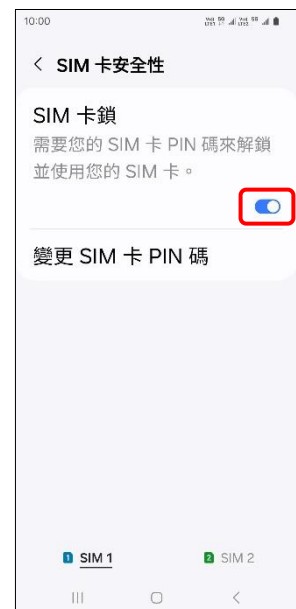 10:00
SIM 卡安全性
SIM 卡鎖
需要您的 SIM 卡 PIN 碼來解鎖
並使用您的 SIM 卡。
變更 SIM 卡 PIN 碼
1 SIM 1
2 SIM 2